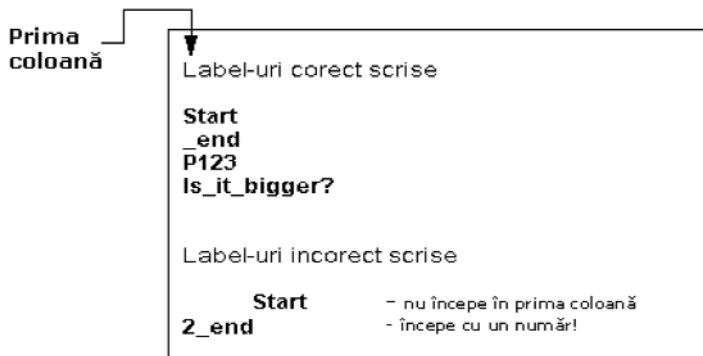 Prima
coloană
Label-uri corect scrise
Start
_end
P123
Is_it_bigger?
Label-uri incorect scrise
Start - nu începe în prima coloană
2_end - începe cu un număr!